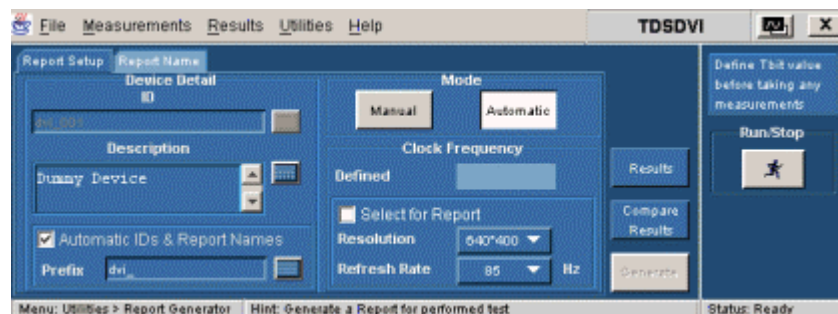 File Measurements Results Utilities Help TDSDVI X
Report Setup Report Name
Device Detail
ID
dvi_001
Description
Dummy Device
Automatic IDs & Report Names
Prefix dvi_
Mode
Manual Automatic
Clock Frequency
Defined
Select for Report
Resolution 640*400
Refresh Rate 85 Hz
Results
Compare
Results
Generate
Define Tbit value
before taking any
measurements
Run/Stop
Menu: Utilities > Report Generator Hint: Generate a Report for performed test Status: Ready